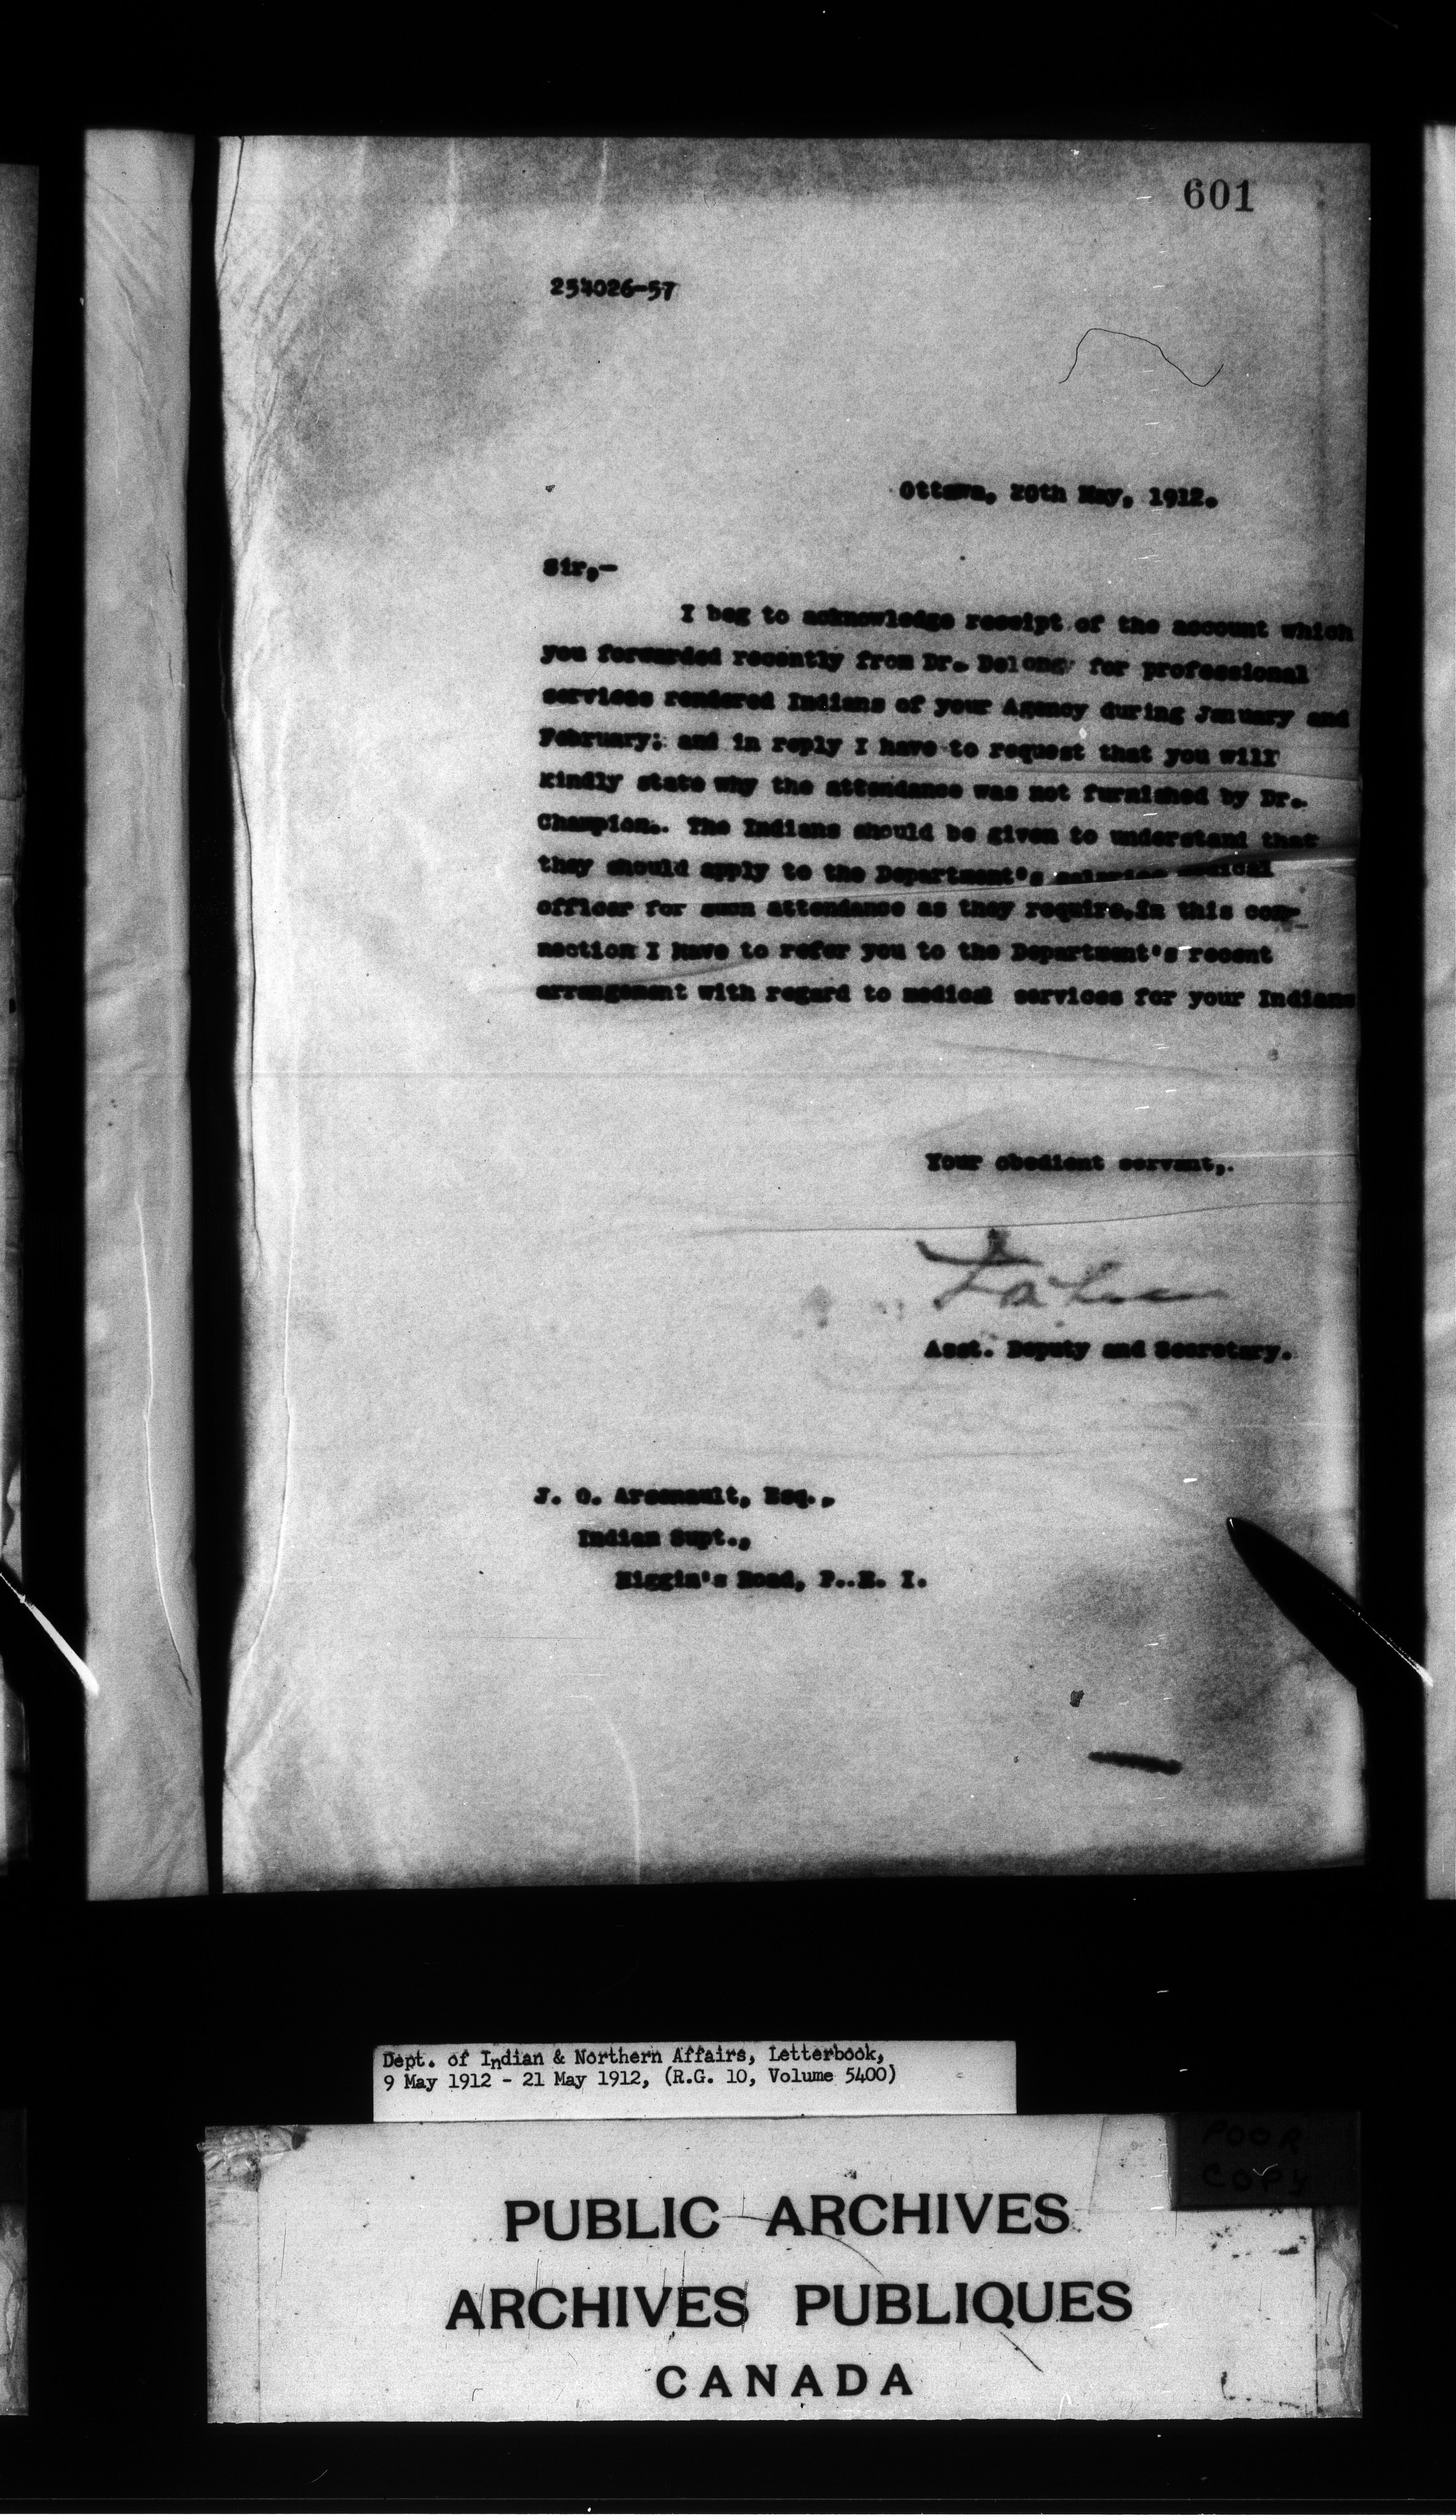 601
254026-57
Ottawa, 20th May, 1912.
Sir,-
I beg to acknowledge receipt of the account which
you forwarded recently from Dr. Delong for professional
services rendered Indians of your Agency during January and
February; and in reply I have to request that you will
kindly state why the attendance was not furnished by Dr.
Champion. The Indians should be given to understand that
they should apply to the Department's medical
officer for such attendance as they require, in this con-
nection I have to refer you to the Department's recent
arrangement with regard to medical services for your Indians
Your obedient servant,.
Asst. Deputy and Secretary.
J. O. Arsenault, Esq.,
Indian Supt.,
Higgin's Road, P..E. I.
Dept. of Indian & Northern Affairs, Letterbook,
9 May 1912 - 21 May 1912, (R.G. 10, Volume 5400)
POOR
COPY
PUBLIC ARCHIVES
ARCHIVES PUBLIQUES
CANADA